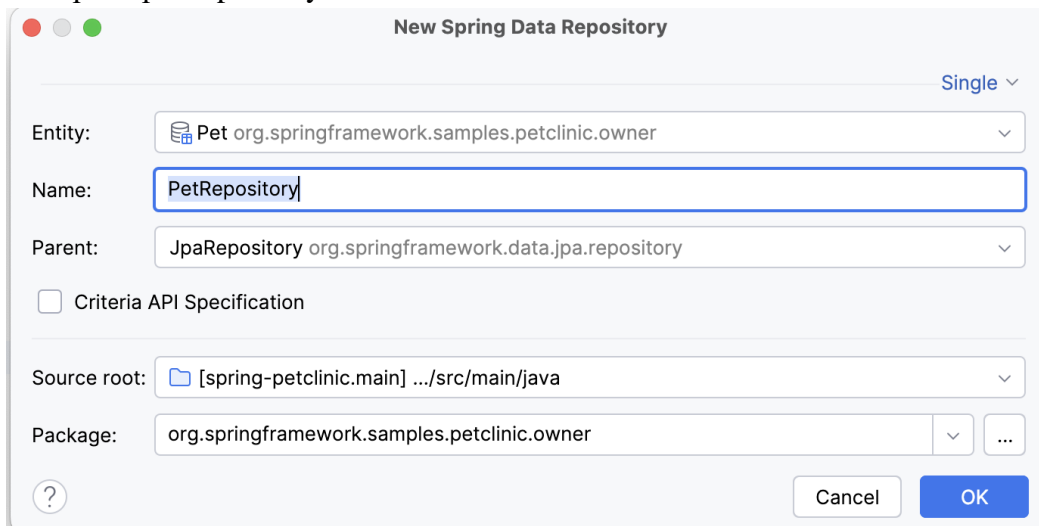 New Spring Data Repository
Single
Entity: Pet org.springframework.samples.petclinic.owner
Name: PetRepository
Parent: JpaRepository org.springframework.data.jpa.repository
Criteria API Specification
Source root: [spring-petclinic.main] .../src/main/java
Package: org.springframework.samples.petclinic.owner ...
? Cancel OK